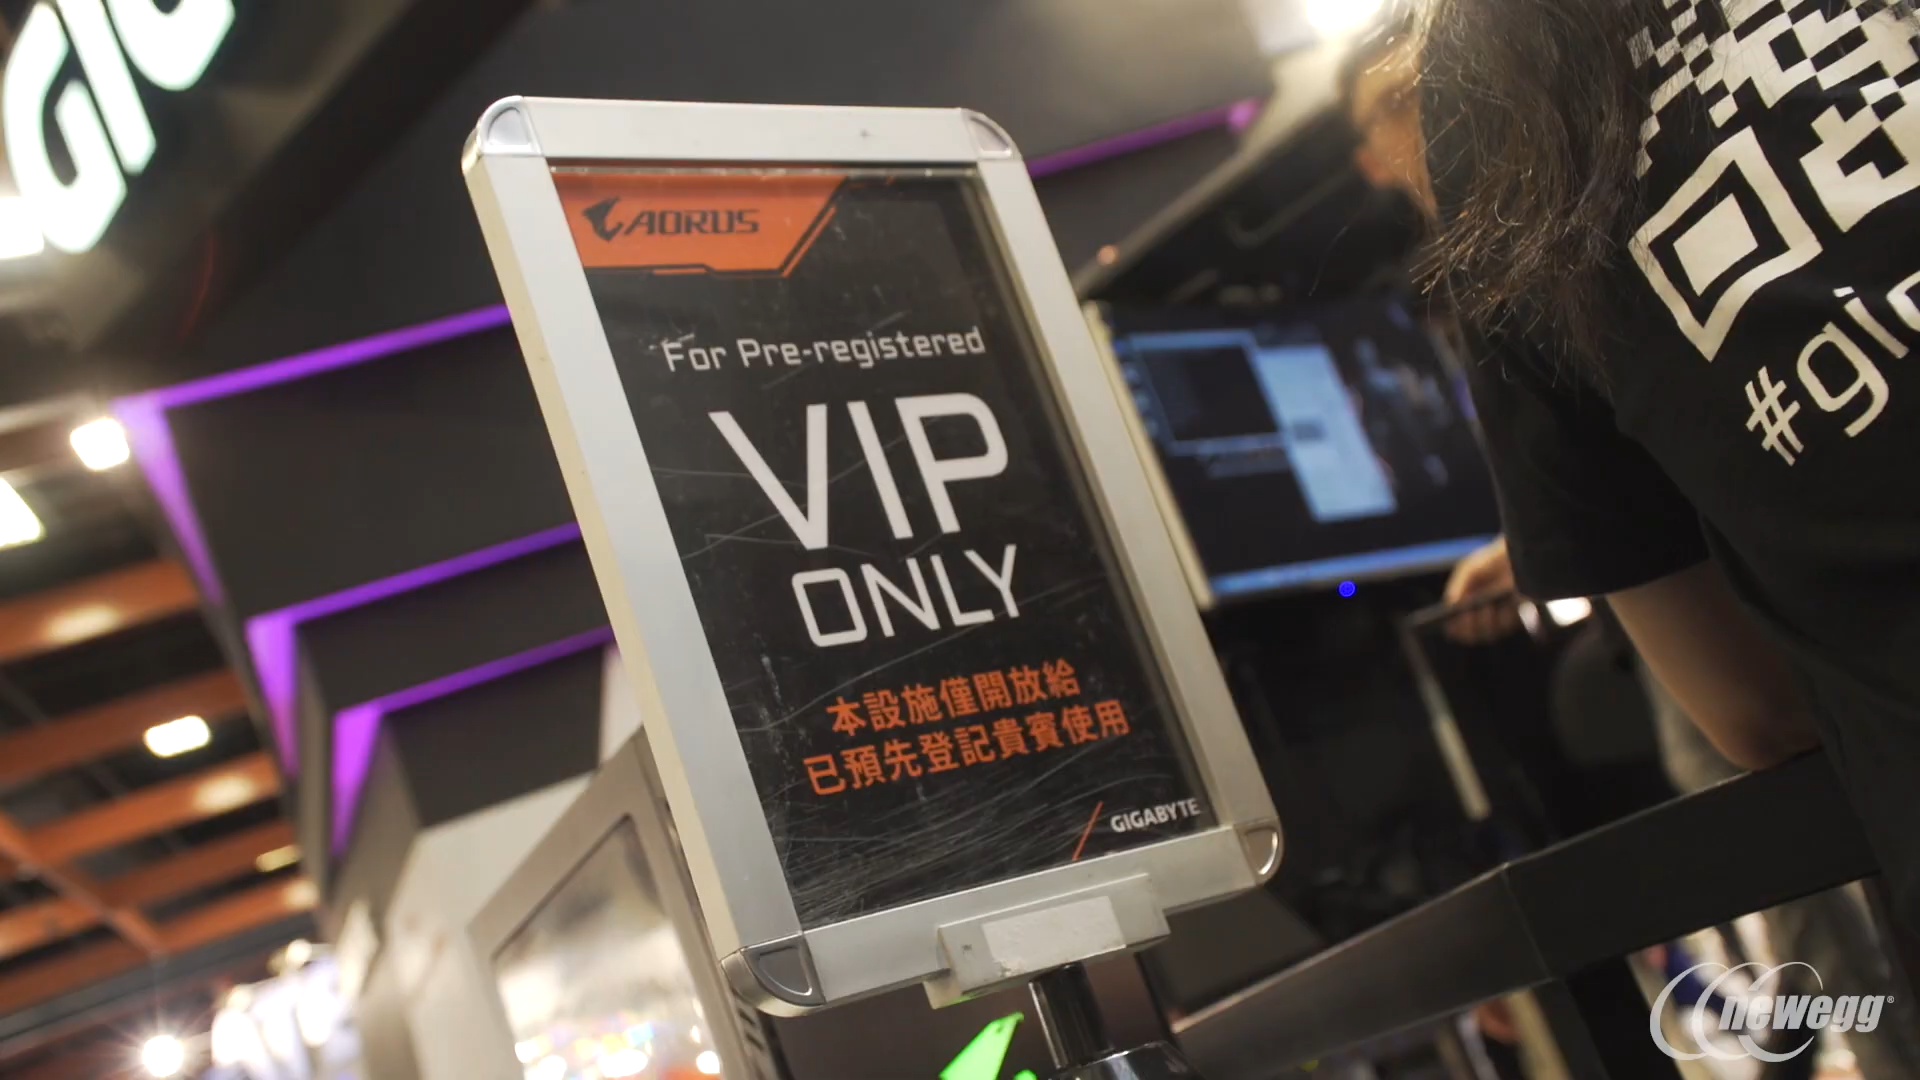 AORUS
For Pre-registered
VIP
ONLY
本設施僅開放給
已預先登記貴賓使用
GIGABYTE
#gig
newegg